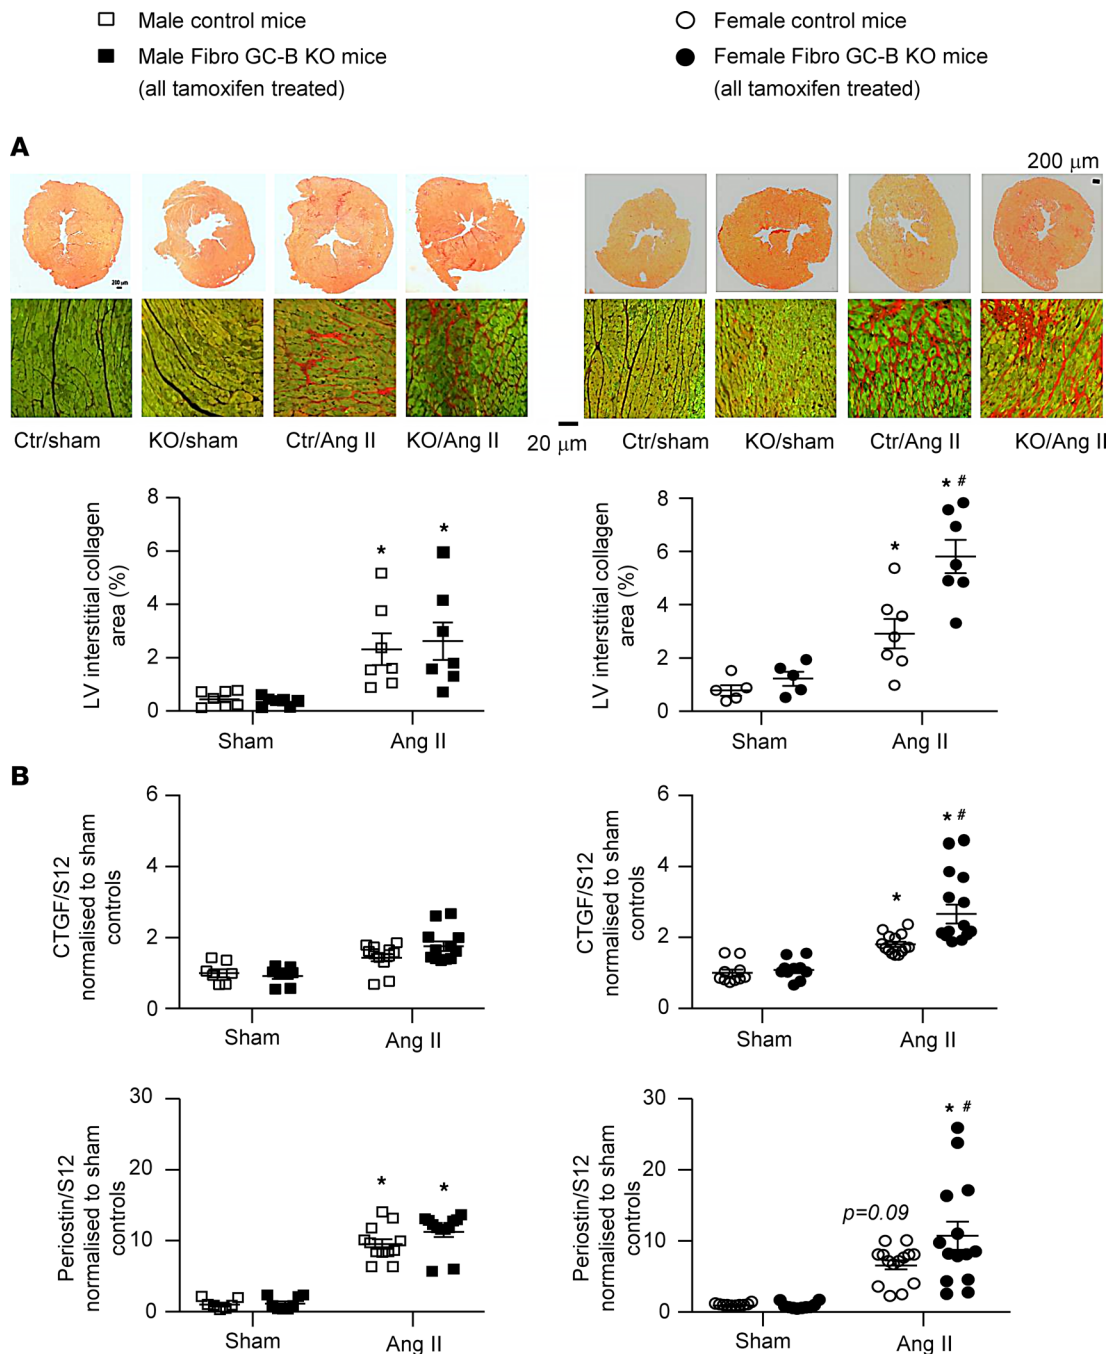 Male control mice
Male Fibro GC-B KO mice
(all tamoxifen treated)
Female control mice
Female Fibro GC-B KO mice
(all tamoxifen treated)
A
200 μm
200 μm
Ctr/sham
KO/sham
Ctr/Ang II
KO/Ang II
20 μm
Ctr/sham
KO/sham
Ctr/Ang II
KO/Ang II
LV interstitial collagen
area (%)
8
6
4
2
0
*
*
Sham
Ang II
LV interstitial collagen
area (%)
8
6
4
2
0
*
* #
Sham
Ang II
B
CTGF/S12
normalised to sham
controls
6
4
2
0
Sham
Ang II
CTGF/S12
normalised to sham
controls
6
4
2
0
*
* #
Sham
Ang II
Periostin/S12
normalised to sham
controls
30
20
10
0
*
*
Sham
Ang II
Periostin/S12
normalised to sham
controls
30
20
10
0
p=0.09
* #
Sham
Ang II